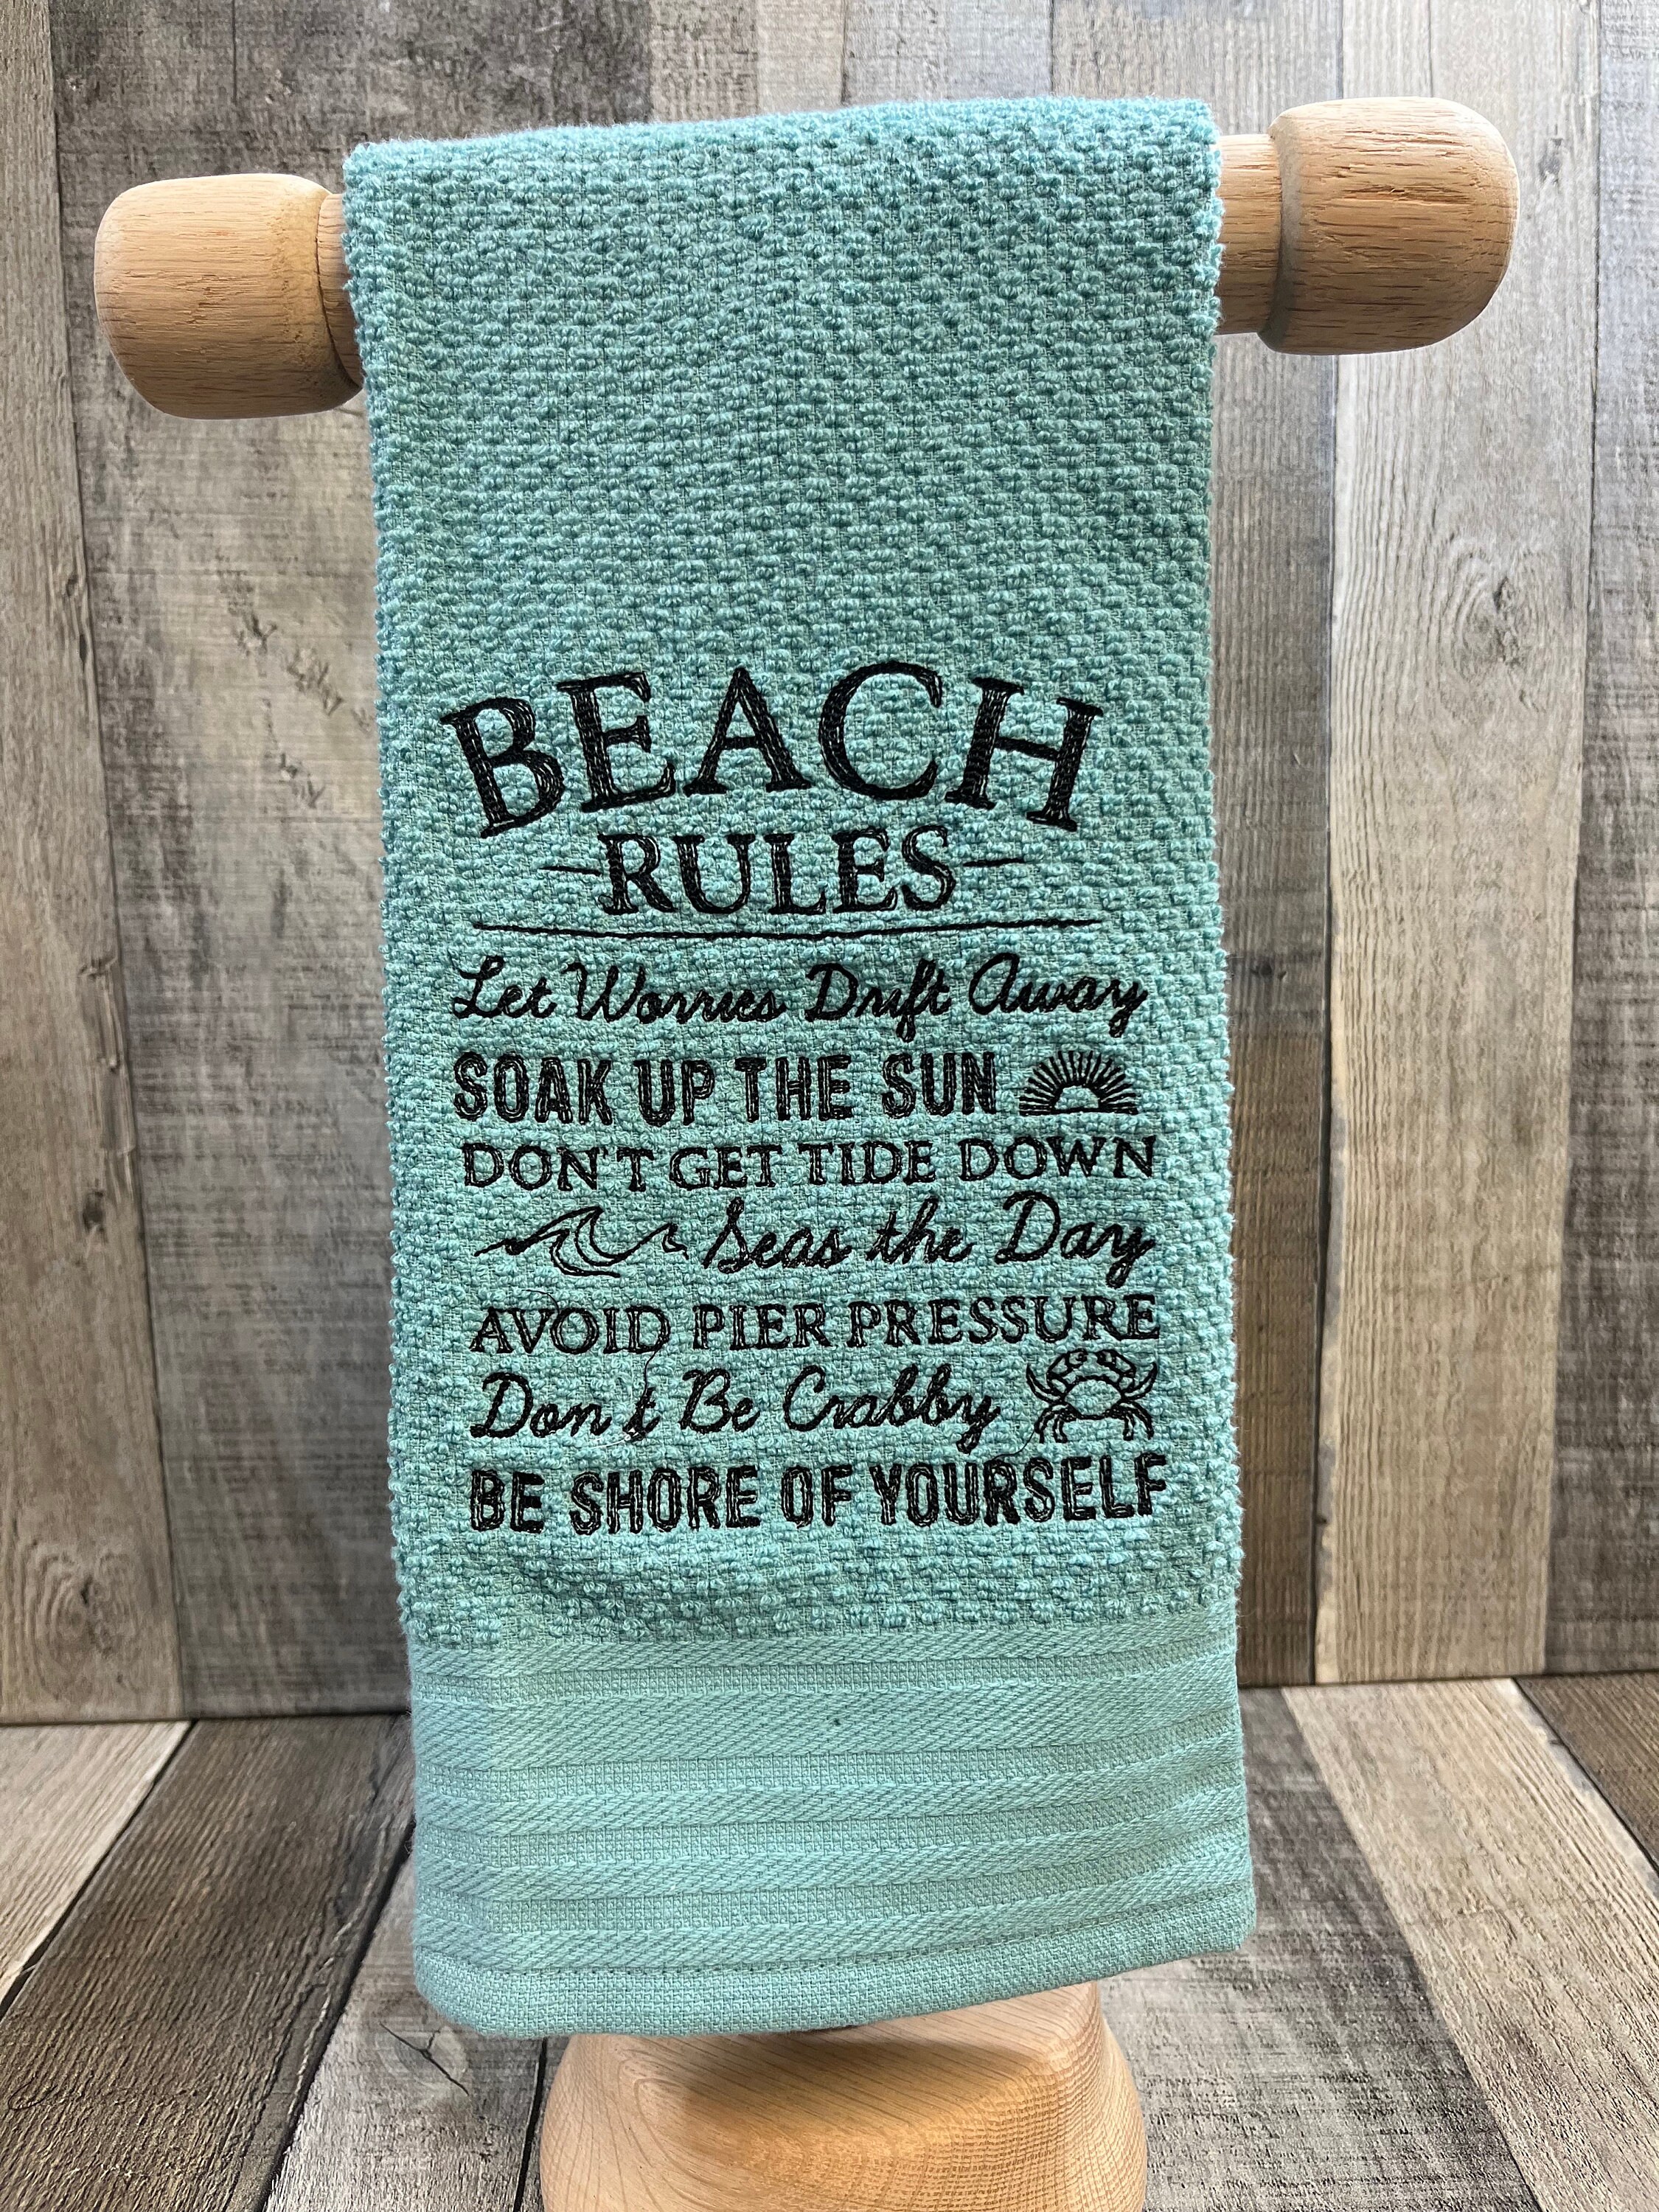 BEACH
RULES
Let Worries Drift Away
SOAK UP THE SUN
DON'T GET TIDE DOWN
Seas the Day
AVOID PIER PRESSURE
Don't Be Crabby
BE SHORE OF YOURSELF